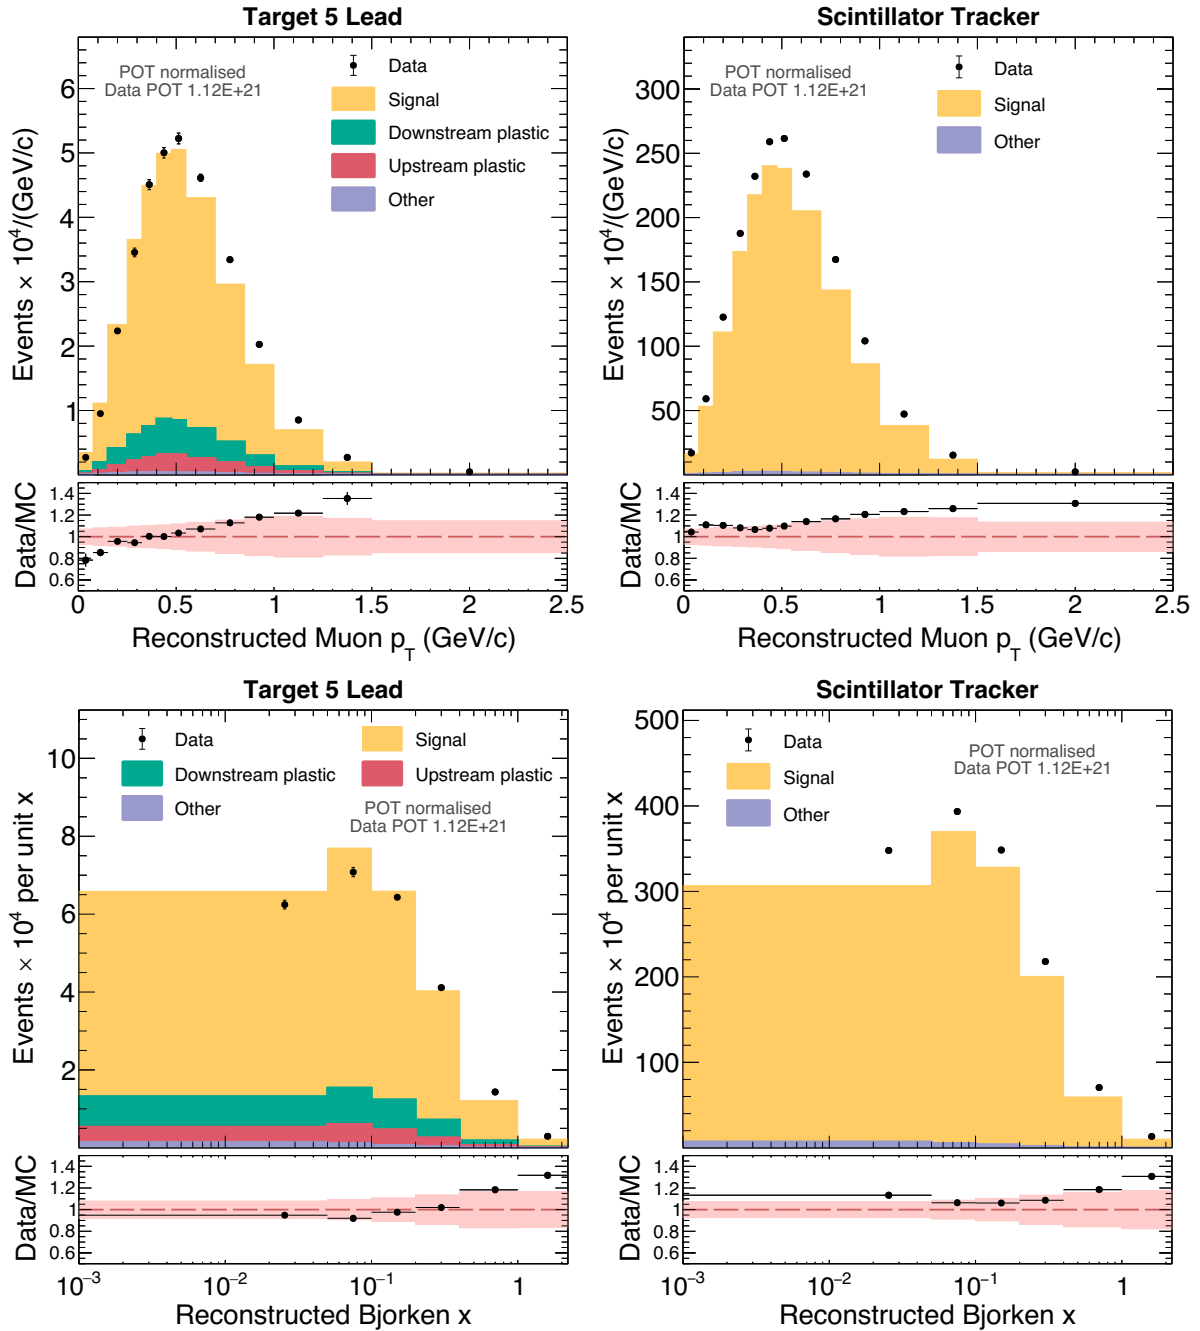 Target 5 Lead
POT normalised
Data POT 1.12E+21
Data
Signal
Downstream plastic
Upstream plastic
Other
Events × 10⁴/(GeV/c)
6
5
4
3
2
1
Data/MC
1.4
1.2
1
0.8
0.6
0 0.5 1 1.5 2 2.5
Reconstructed Muon p_T (GeV/c)
Scintillator Tracker
POT normalised
Data POT 1.12E+21
Data
Signal
Other
Events × 10⁴/(GeV/c)
300
250
200
150
100
50
Data/MC
1.4
1.2
1
0.8
0.6
0 0.5 1 1.5 2 2.5
Reconstructed Muon p_T (GeV/c)
Target 5 Lead
Data Signal
Downstream plastic Upstream plastic
Other
POT normalised
Data POT 1.12E+21
Events × 10⁴ per unit x
10
8
6
4
2
Data/MC
1.4
1.2
1
0.8
0.6
10⁻³ 10⁻² 10⁻¹ 1
Reconstructed Bjorken x
Scintillator Tracker
Data
Signal
Other
POT normalised
Data POT 1.12E+21
Events × 10⁴ per unit x
500
400
300
200
100
Data/MC
1.4
1.2
1
0.8
0.6
10⁻³ 10⁻² 10⁻¹ 1
Reconstructed Bjorken x